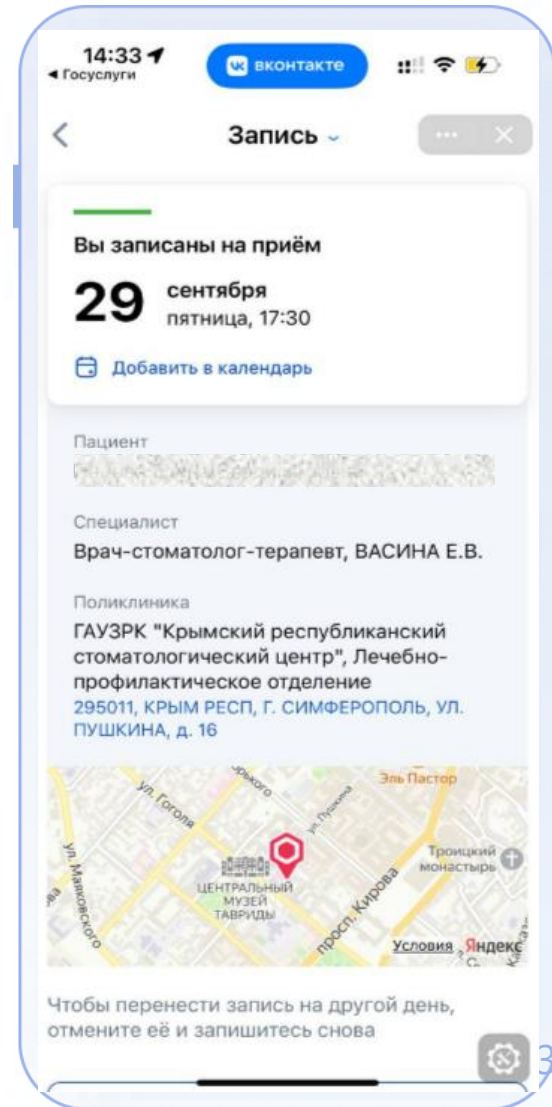 14:33
Госуслуги
вконтакте
Запись
Вы записаны на приём
29
сентября
пятница, 17:30
Добавить в календарь
Пациент
Специалист
Врач-стоматолог-терапевт, ВАСИНА Е.В.
Поликлиника
ГАУЗРК "Крымский республиканский
стоматологический центр", Лечебно-
профилактическое отделение
295011, КРЫМ РЕСП, Г. СИМФЕРОПОЛЬ, УЛ.
ПУШКИНА, д. 16
Эль Пастор
ул. Гоголя
ул. Пушкина
ул. Маяковского
Троицкий
монастырь
ЦЕНТРАЛЬНЫЙ
МУЗЕЙ
ТАВРИДЫ
просп. Кирова
Условия
Яндекс
Чтобы перенести запись на другой день,
отмените её и запишитесь снова
3